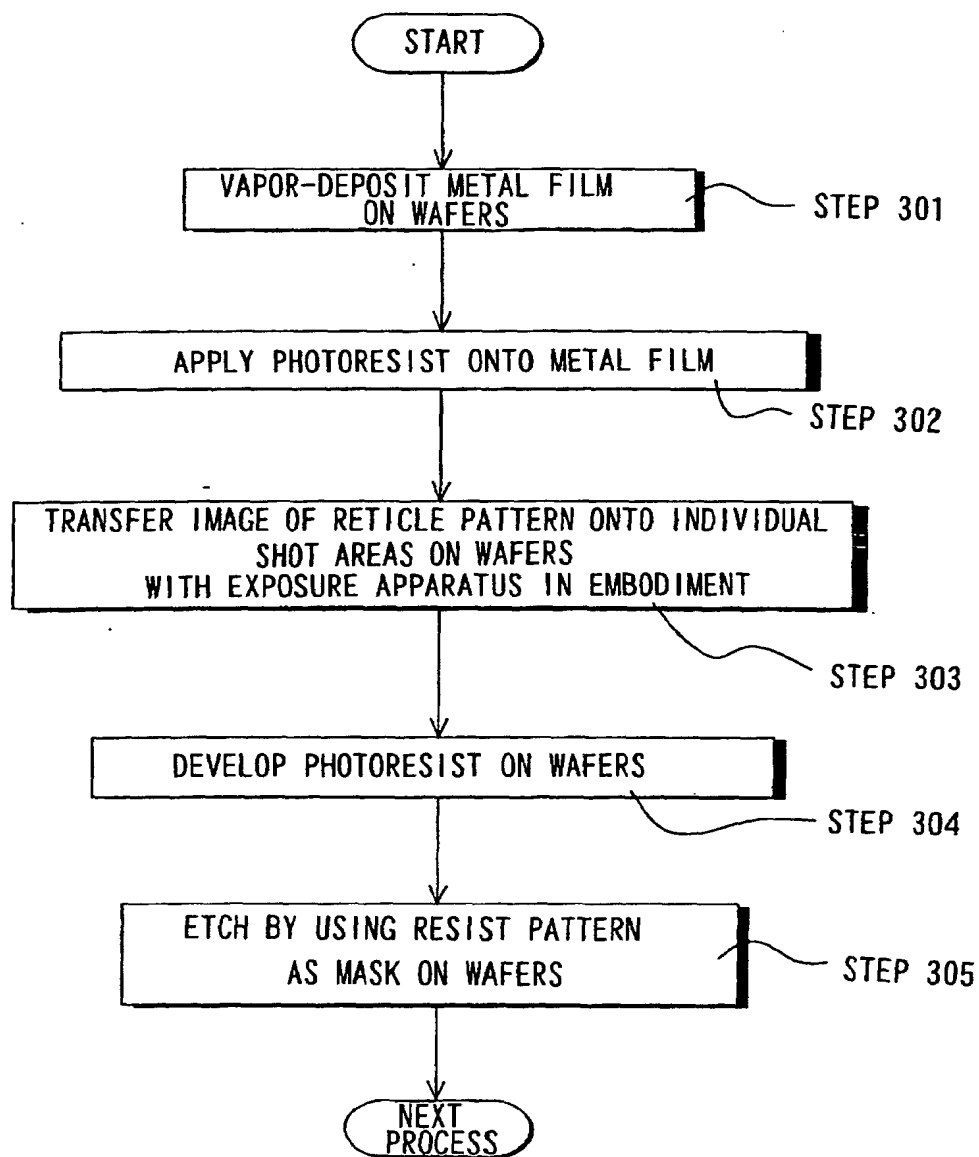 START
VAPOR-DEPOSIT METAL FILM
ON WAFERS
STEP 301
APPLY PHOTORESIST ONTO METAL FILM
STEP 302
TRANSFER IMAGE OF RETICLE PATTERN ONTO INDIVIDUAL
SHOT AREAS ON WAFERS
WITH EXPOSURE APPARATUS IN EMBODIMENT
STEP 303
DEVELOP PHOTORESIST ON WAFERS
STEP 304
ETCH BY USING RESIST PATTERN
AS MASK ON WAFERS
STEP 305
NEXT
PROCESS